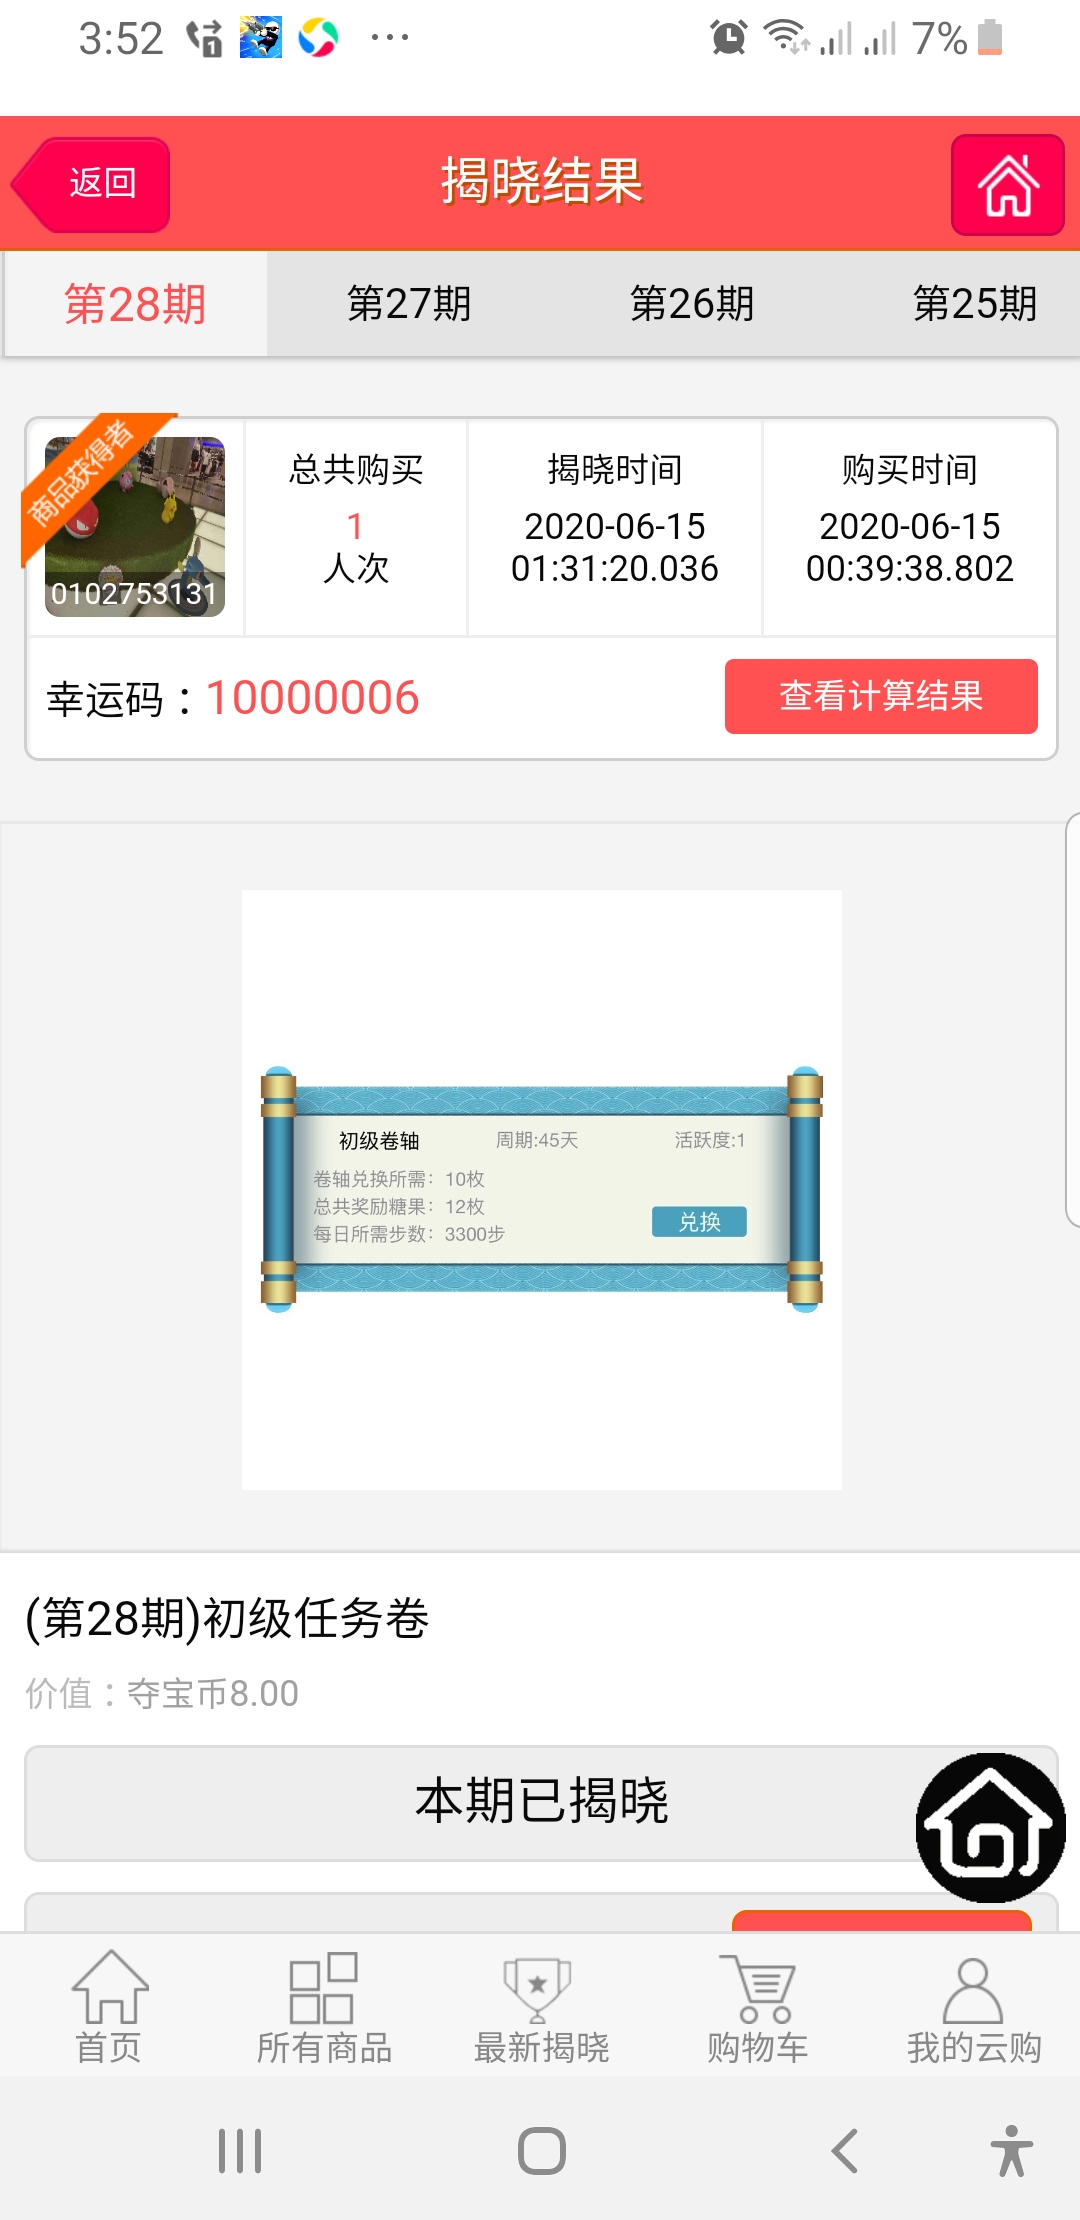 3:52
1
7%
返回
揭晓结果
第28期
第27期
第26期
第25期
商品获得者
0102753131
总共购买
1
人次
揭晓时间
2020-06-15
01:31:20.036
购买时间
2020-06-15
00:39:38.802
幸运码：10000006
查看计算结果
初级卷轴 周期:45天 活跃度:1
卷轴兑换所需：10枚
总共奖励糖果：12枚
每日所需步数：3300步
兑换
(第28期)初级任务卷
价值：夺宝币8.00
本期已揭晓
首页
所有商品
最新揭晓
购物车
我的云购